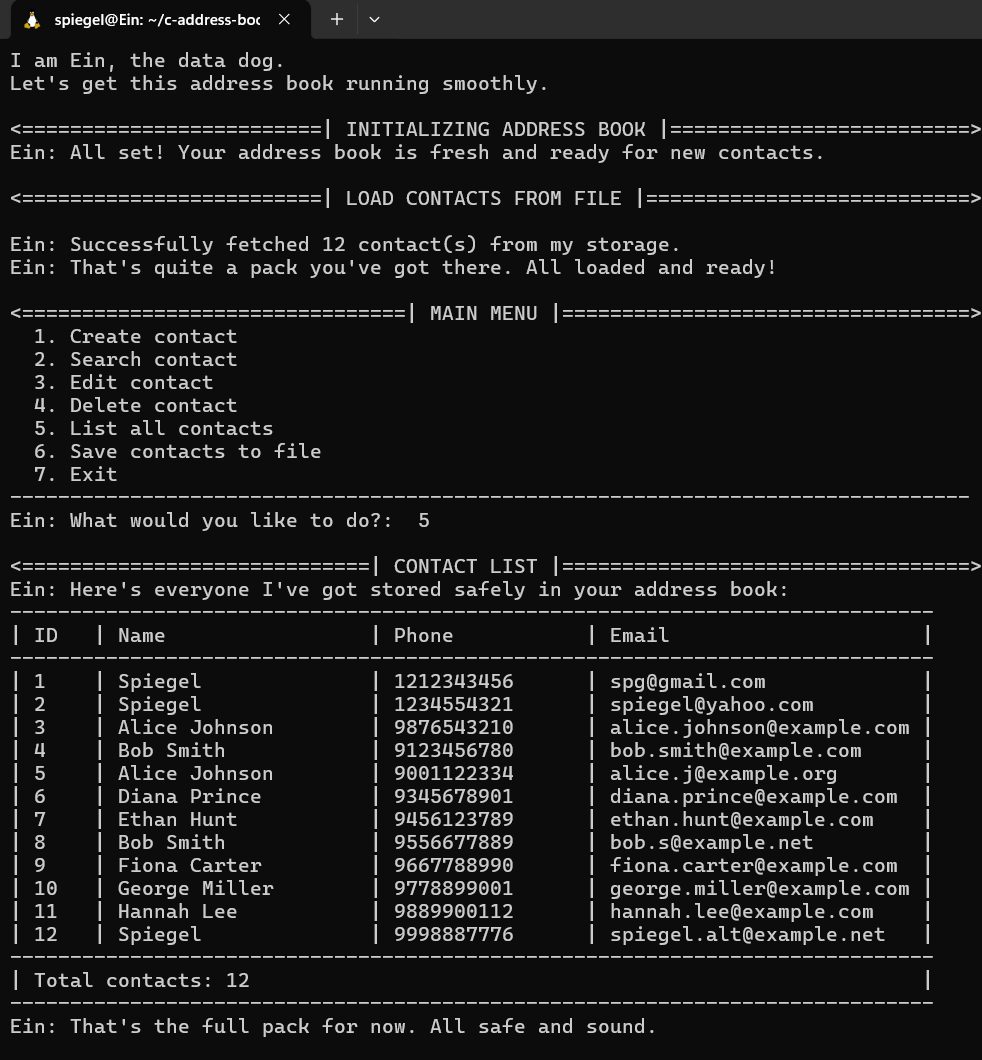 spiegel@Ein: ~/c-address-boo
I am Ein, the data dog.
Let's get this address book running smoothly.
<==========================| INITIALIZING ADDRESS BOOK |=========================>
Ein: All set! Your address book is fresh and ready for new contacts.
<==========================| LOAD CONTACTS FROM FILE |===========================>
Ein: Successfully fetched 12 contact(s) from my storage.
Ein: That's quite a pack you've got there. All loaded and ready!
<=================================| MAIN MENU |==================================>
1. Create contact
2. Search contact
3. Edit contact
4. Delete contact
5. List all contacts
6. Save contacts to file
7. Exit
--------------------------------------------------------------------------------
Ein: What would you like to do?:  5
<==============================| CONTACT LIST |==================================>
Ein: Here's everyone I've got stored safely in your address book:
-----------------------------------------------------------------------------
| ID   | Name                 | Phone           | Email                     |
-----------------------------------------------------------------------------
| 1    | Spiegel              | 1212343456      | spg@gmail.com             |
| 2    | Spiegel              | 1234554321      | spiegel@yahoo.com         |
| 3    | Alice Johnson        | 9876543210      | alice.johnson@example.com |
| 4    | Bob Smith            | 9123456780      | bob.smith@example.com     |
| 5    | Alice Johnson        | 9001122334      | alice.j@example.org       |
| 6    | Diana Prince         | 9345678901      | diana.prince@example.com  |
| 7    | Ethan Hunt           | 9456123789      | ethan.hunt@example.com    |
| 8    | Bob Smith            | 9556677889      | bob.s@example.net         |
| 9    | Fiona Carter         | 9667788990      | fiona.carter@example.com  |
| 10   | George Miller        | 9778899001      | george.miller@example.com |
| 11   | Hannah Lee           | 9889900112      | hannah.lee@example.com    |
| 12   | Spiegel              | 9998887776      | spiegel.alt@example.net   |
-----------------------------------------------------------------------------
| Total contacts: 12                                                        |
-----------------------------------------------------------------------------
Ein: That's the full pack for now. All safe and sound.